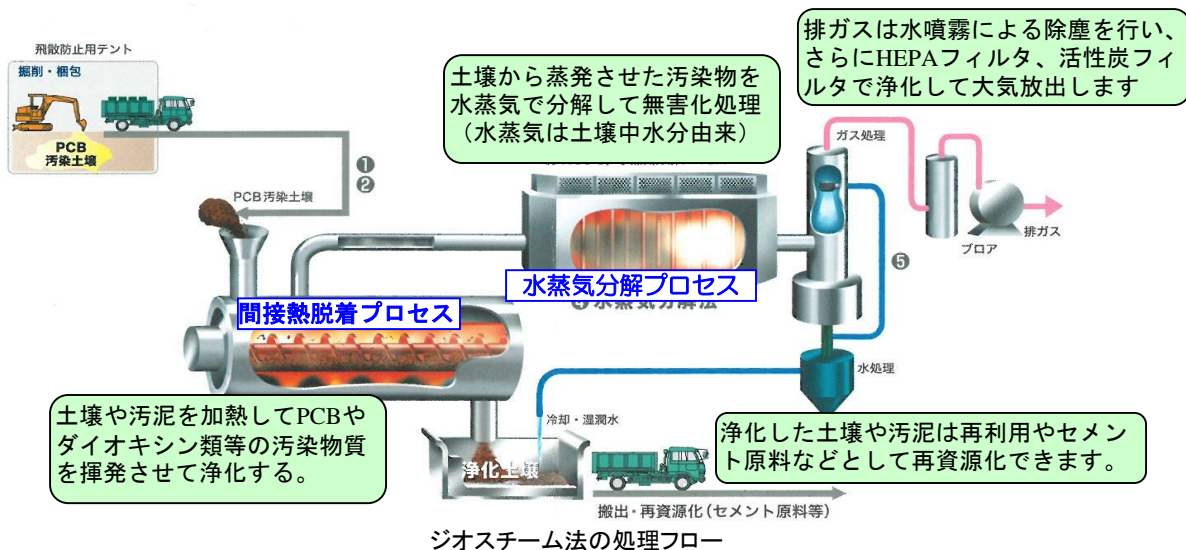 飛散防止用テント
掘削・梱包
PCB
汚染土壌
❶
❷
PCB汚染土壌
土壌から蒸発させた汚染物を
水蒸気で分解して無害化処理
（水蒸気は土壌中水分由来）
排ガスは水噴霧による除塵を行い、
さらにHEPAフィルタ、活性炭フィ
ルタで浄化して大気放出します
ガス処理
ブロア
排ガス
❺
水蒸気分解プロセス
水蒸気分解法
間接熱脱着プロセス
水処理
土壌や汚泥を加熱してPCBや
ダイオキシン類等の汚染物質
を揮発させて浄化する。
冷却・湿潤水
浄化土壌
浄化した土壌や汚泥は再利用やセメン
ト原料などとして再資源化できます。
搬出・再資源化（セメント原料等）
ジオスチーム法の処理フロー